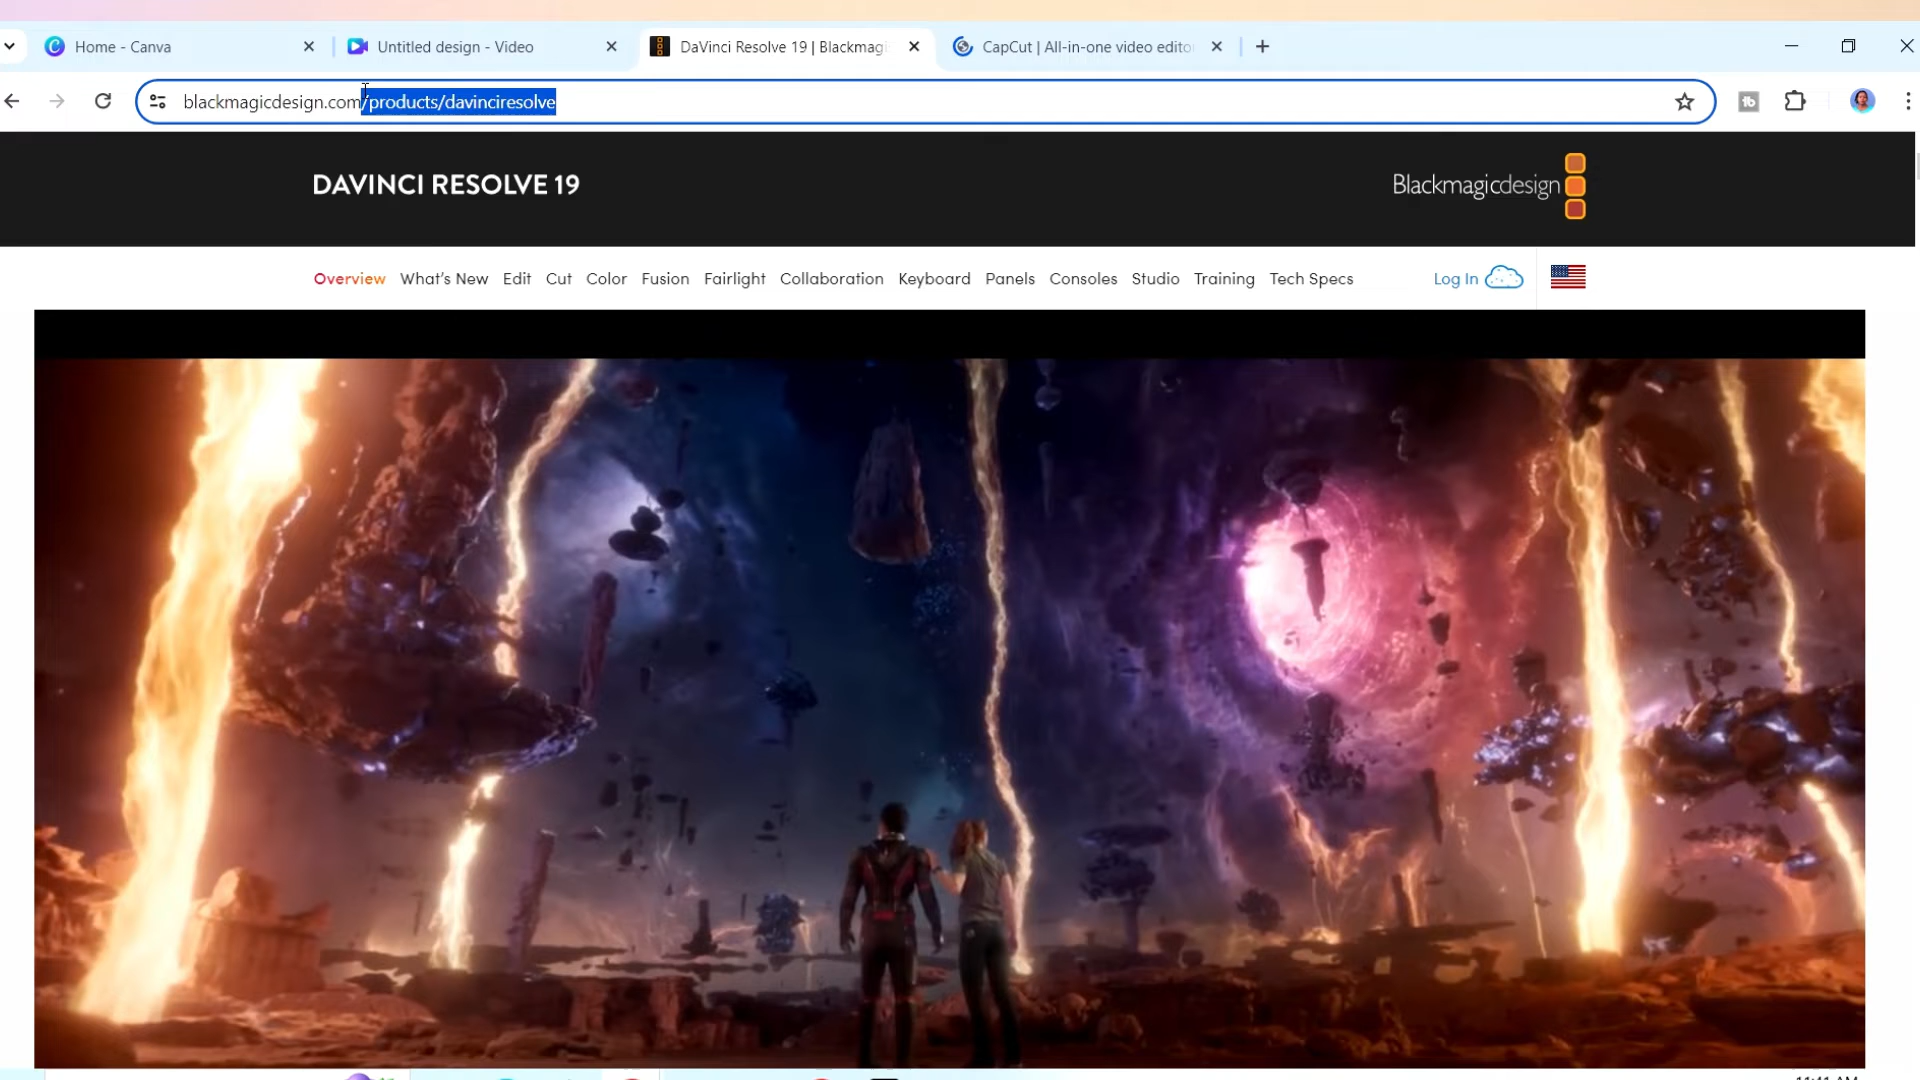 Home - Canva
Untitled design - Video
DaVinci Resolve 19 | Blackmagi
CapCut | All-in-one video edito
blackmagicdesign.com/products/davinciresolve
DAVINCI RESOLVE 19
Blackmagicdesign
Overview What's New Edit Cut Color Fusion Fairlight Collaboration Keyboard Panels Consoles Studio Training Tech Specs Log In